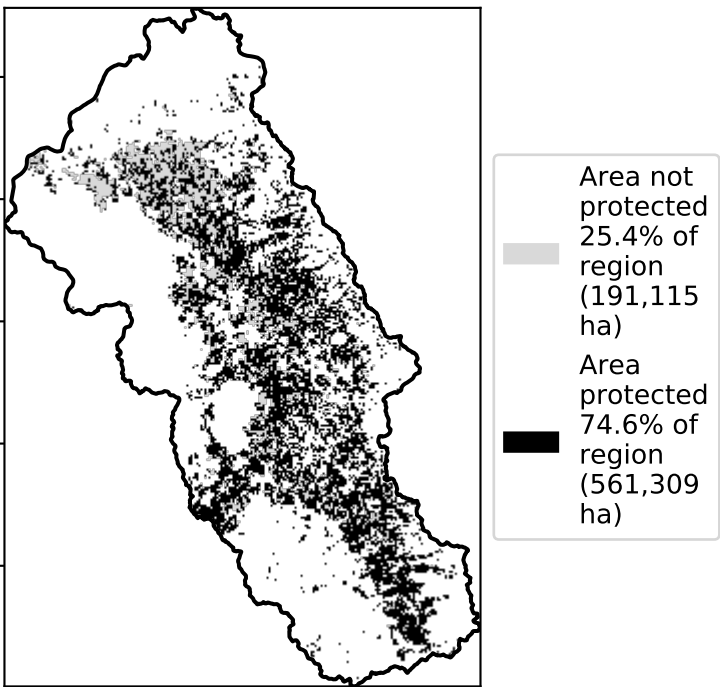 Area not
protected
25.4% of
region
(191,115
ha)
Area
protected
74.6% of
region
(561,309
ha)